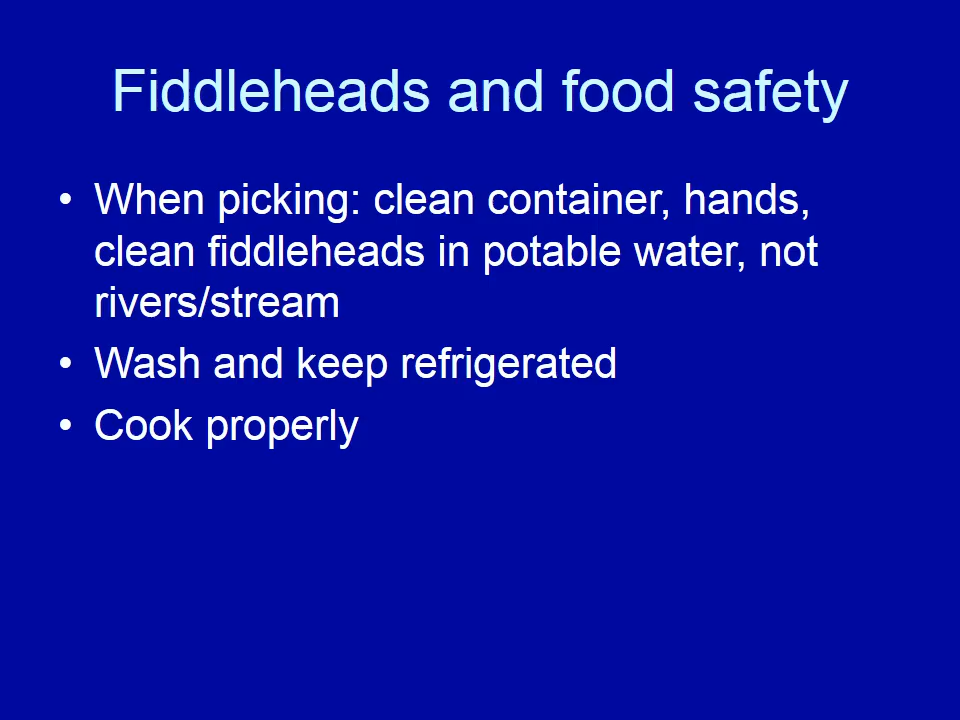 Fiddleheads and food safety
• When picking: clean container, hands,
clean fiddleheads in potable water, not
rivers/stream
• Wash and keep refrigerated
• Cook properly